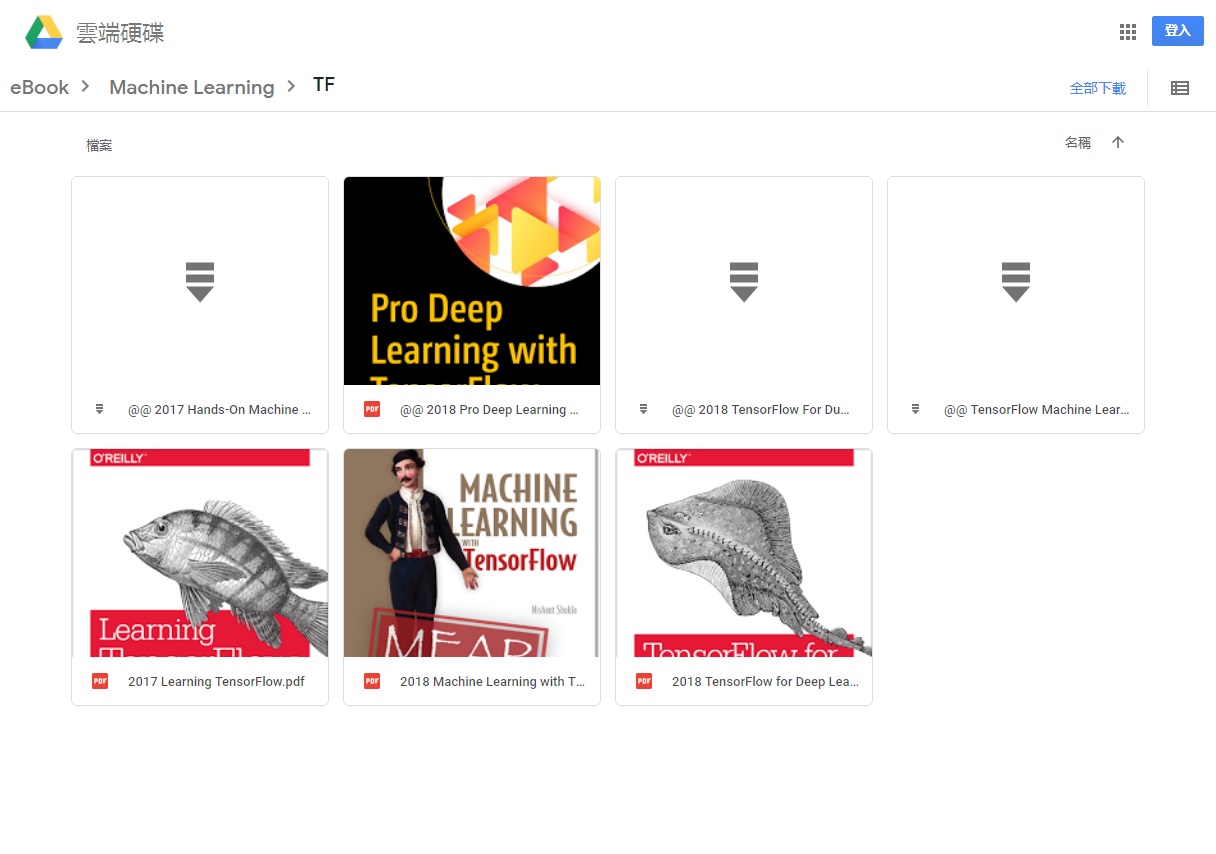 雲端硬碟
登入
eBook
Machine Learning
TF
全部下載
檔案
名稱
Pro Deep
Learning with
TensorFlow
@@ 2017 Hands-On Machine ...
PDF
@@ 2018 Pro Deep Learning ...
@@ 2018 TensorFlow For Du...
@@ TensorFlow Machine Lear...
O'REILLY
Learning
TensorFlow
MACHINE
LEARNING
WITH
TensorFlow
Nishant Shukla
MEAP
O'REILLY
TensorFlow for
PDF
2017 Learning TensorFlow.pdf
PDF
2018 Machine Learning with T...
PDF
2018 TensorFlow for Deep Lea...